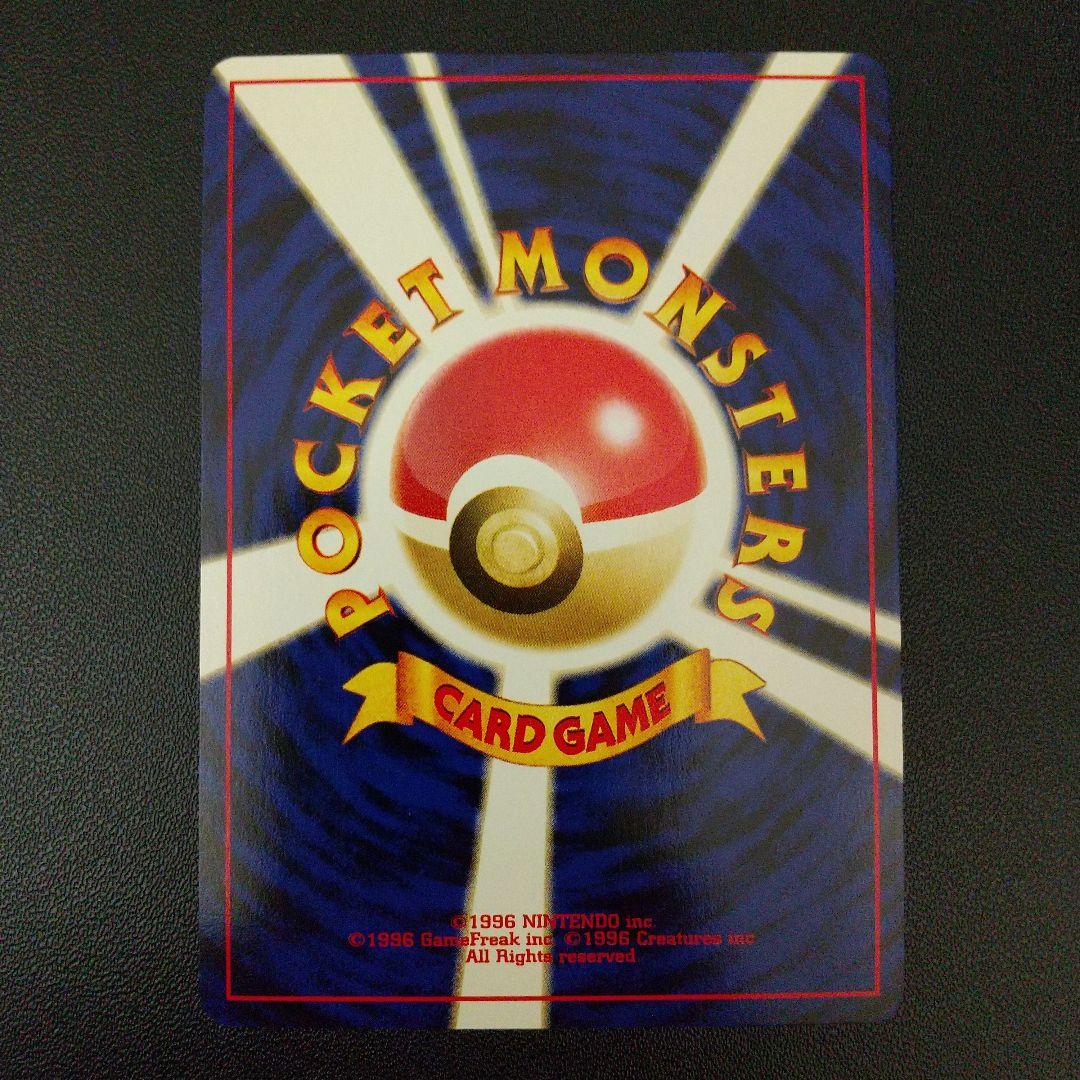 POCKET MONSTERS
CARD GAME
©1996 NINTENDO inc
©1996 GameFreak inc ©1996 Creatures inc
All Rights reserved